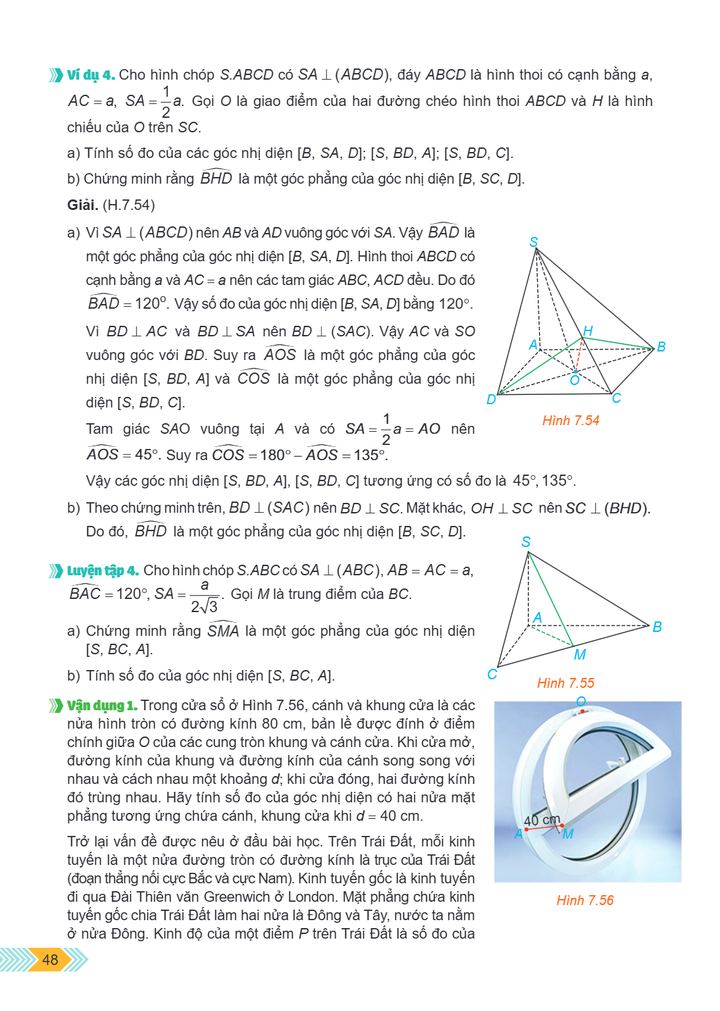 Ví dụ 4. Cho hình chóp S.ABCD có SA ⊥ (ABCD), đáy ABCD là hình thoi có cạnh bằng a,
AC = a, SA = 1/2 a. Gọi O là giao điểm của hai đường chéo hình thoi ABCD và H là hình
chiếu của O trên SC.
a) Tính số đo của các góc nhị diện [B, SA, D]; [S, BD, A]; [S, BD, C].
b) Chứng minh rằng \widehat{BHD} là một góc phẳng của góc nhị diện [B, SC, D].
Giải. (H.7.54)
a) Vì SA ⊥ (ABCD) nên AB và AD vuông góc với SA. Vậy \widehat{BAD} là
một góc phẳng của góc nhị diện [B, SA, D]. Hình thoi ABCD có
cạnh bằng a và AC = a nên các tam giác ABC, ACD đều. Do đó
\widehat{BAD} = 120°. Vậy số đo của góc nhị diện [B, SA, D] bằng 120°.
Vì BD ⊥ AC và BD ⊥ SA nên BD ⊥ (SAC). Vậy AC và SO
vuông góc với BD. Suy ra \widehat{AOS} là một góc phẳng của góc
nhị diện [S, BD, A] và \widehat{COS} là một góc phẳng của góc nhị
diện [S, BD, C].
Tam giác SAO vuông tại A và có SA = 1/2 a = AO nên
\widehat{AOS} = 45°. Suy ra \widehat{COS} = 180° − \widehat{AOS} = 135°.
Vậy các góc nhị diện [S, BD, A], [S, BD, C] tương ứng có số đo là 45°, 135°.
b) Theo chứng minh trên, BD ⊥ (SAC) nên BD ⊥ SC. Mặt khác, OH ⊥ SC nên SC ⊥ (BHD).
Do đó, \widehat{BHD} là một góc phẳng của góc nhị diện [B, SC, D].
S
H
A
B
O
D
C
Hình 7.54
Luyện tập 4. Cho hình chóp S.ABC có SA ⊥ (ABC), AB = AC = a,
\widehat{BAC} = 120°, SA = a/(2√3). Gọi M là trung điểm của BC.
a) Chứng minh rằng \widehat{SMA} là một góc phẳng của góc nhị diện
[S, BC, A].
b) Tính số đo của góc nhị diện [S, BC, A].
S
A
B
M
C
Hình 7.55
Vận dụng 1. Trong cửa sổ ở Hình 7.56, cánh và khung cửa là các
nửa hình tròn có đường kính 80 cm, bản lề được đính ở điểm
chính giữa O của các cung tròn khung và cánh cửa. Khi cửa mở,
đường kính của khung và đường kính của cánh song song với
nhau và cách nhau một khoảng d; khi cửa đóng, hai đường kính
đó trùng nhau. Hãy tính số đo của góc nhị diện có hai nửa mặt
phẳng tương ứng chứa cánh, khung cửa khi d = 40 cm.
O
40 cm
A
M
Hình 7.56
Trở lại vấn đề được nêu ở đầu bài học. Trên Trái Đất, mỗi kinh
tuyến là một nửa đường tròn có đường kính là trục của Trái Đất
(đoạn thẳng nối cực Bắc và cực Nam). Kinh tuyến gốc là kinh tuyến
đi qua Đài Thiên văn Greenwich ở London. Mặt phẳng chứa kinh
tuyến gốc chia Trái Đất làm hai nửa là Đông và Tây, nước ta nằm
ở nửa Đông. Kinh độ của một điểm P trên Trái Đất là số đo của
48